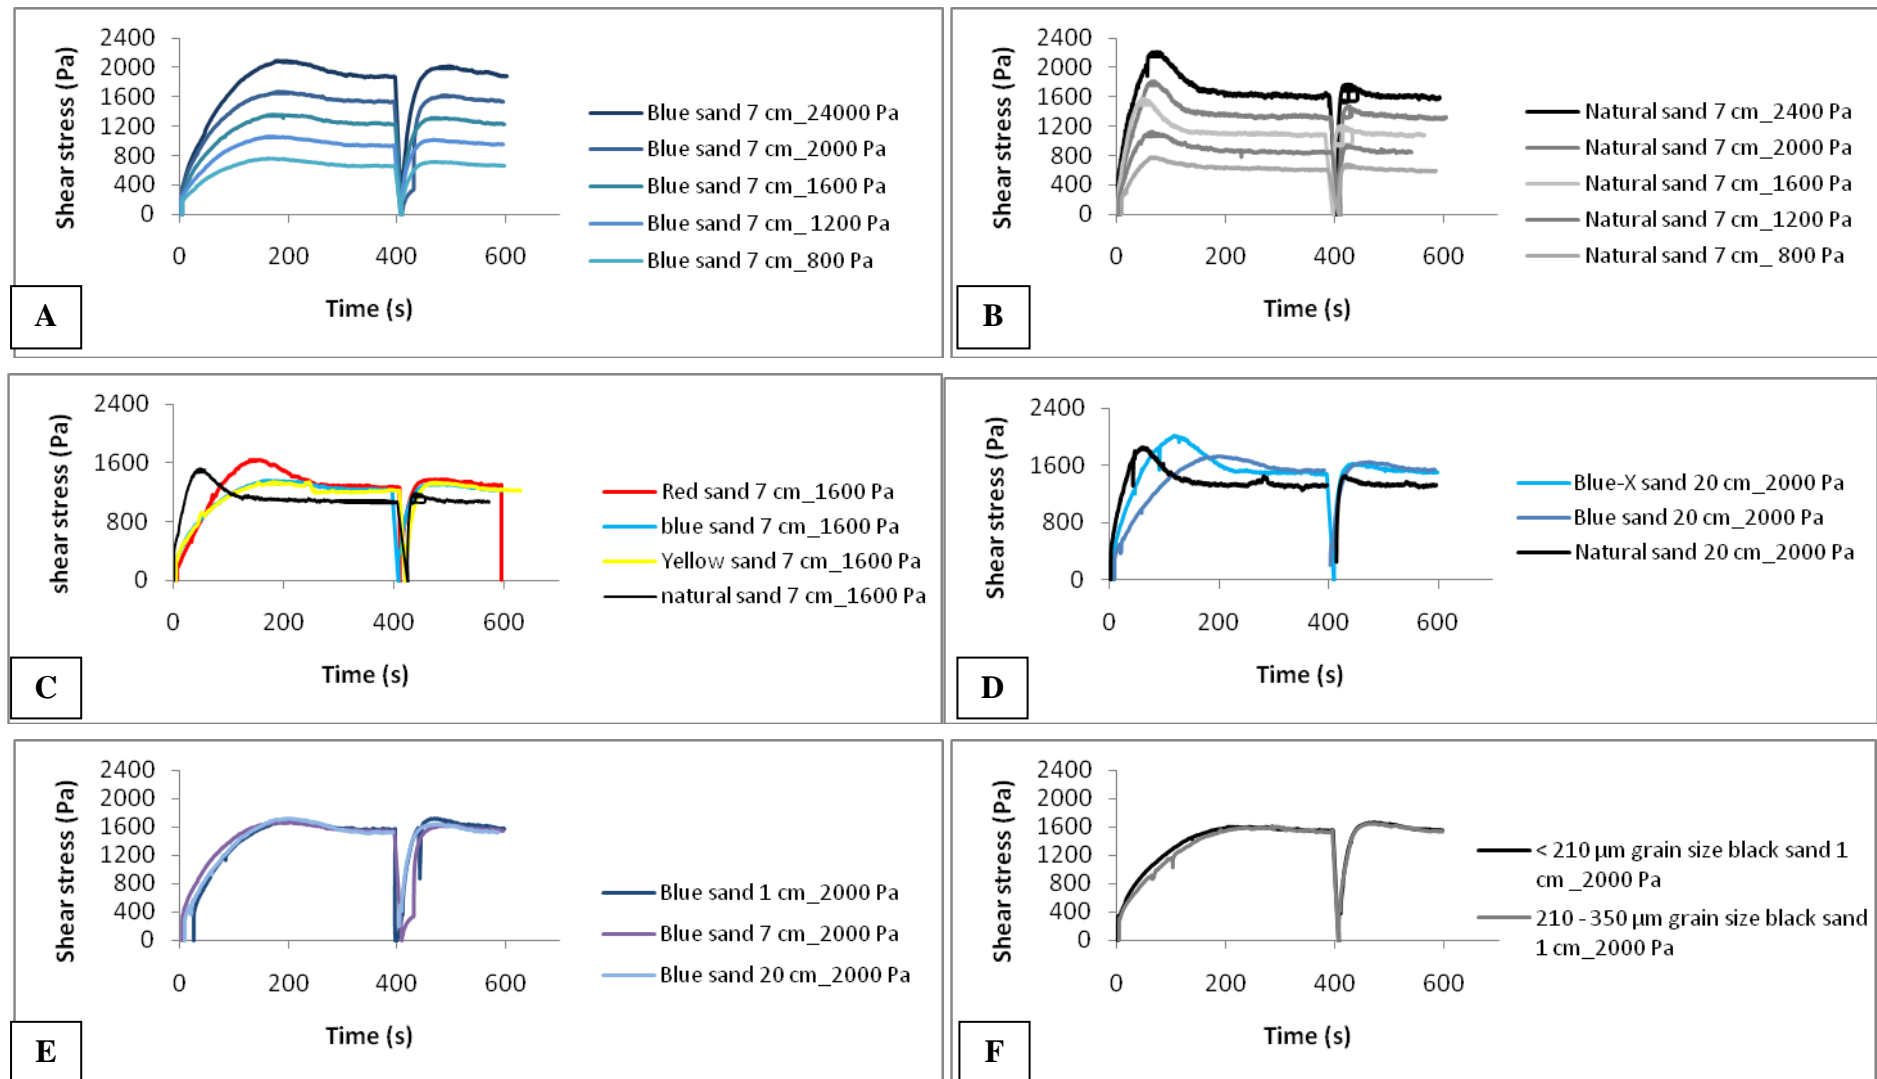 Shear stress (Pa)
2400
2000
1600
1200
800
400
0
0 200 400 600
Time (s)
Blue sand 7 cm_24000 Pa
Blue sand 7 cm_2000 Pa
Blue sand 7 cm_1600 Pa
Blue sand 7 cm_ 1200 Pa
Blue sand 7 cm_800 Pa
A
Shear stress (Pa)
2400
2000
1600
1200
800
400
0
0 200 400 600
Time (s)
Natural sand 7 cm_2400 Pa
Natural sand 7 cm_2000 Pa
Natural sand 7 cm_1600 Pa
Natural sand 7 cm_1200 Pa
Natural sand 7 cm_ 800 Pa
B
shear stress (Pa)
2400
1600
800
0
0 200 400 600
Time (s)
Red sand 7 cm_1600 Pa
blue sand 7 cm_1600 Pa
Yellow sand 7 cm_1600 Pa
natural sand 7 cm_1600 Pa
C
Shear stress (Pa)
2400
1600
800
0
0 200 400 600
Time (s)
Blue-X sand 20 cm_2000 Pa
Blue sand 20 cm_2000 Pa
Natural sand 20 cm_2000 Pa
D
Shear stress (Pa)
2400
2000
1600
1200
800
400
0
0 200 400 600
Time (s)
Blue sand 1 cm_2000 Pa
Blue sand 7 cm_2000 Pa
Blue sand 20 cm_2000 Pa
E
Shear stress (Pa)
2400
2000
1600
1200
800
400
0
0 200 400 600
Time (s)
< 210 µm grain size black sand 1
cm _2000 Pa
210 - 350 µm grain size black sand
1 cm_2000 Pa
F